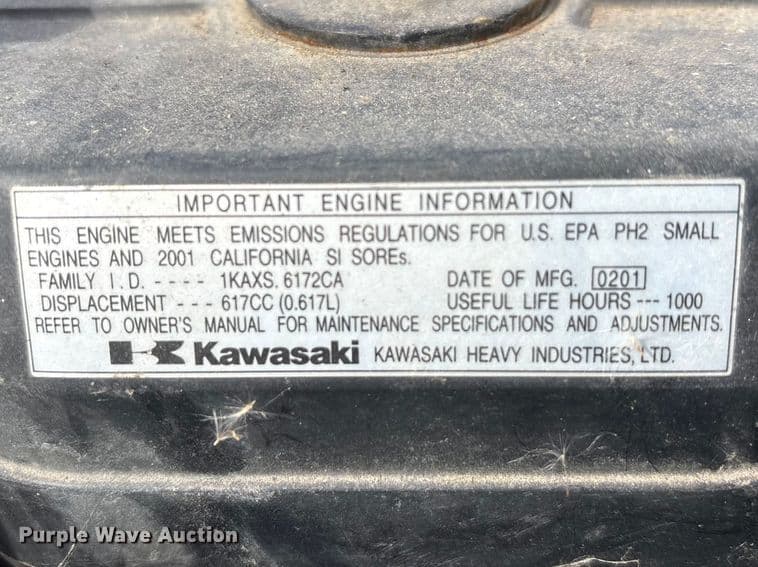 IMPORTANT ENGINE INFORMATION
THIS ENGINE MEETS EMISSIONS REGULATIONS FOR U.S. EPA PH2 SMALL
ENGINES AND 2001 CALIFORNIA SI SOREs.
FAMILY I.D. - - - - 1KAXS.6172CA DATE OF MFG. 0201
DISPLACEMENT - - - 617CC (0.617L) USEFUL LIFE HOURS --- 1000
REFER TO OWNER'S MANUAL FOR MAINTENANCE SPECIFICATIONS AND ADJUSTMENTS.
Kawasaki KAWASAKI HEAVY INDUSTRIES, LTD.
Purple Wave Auction